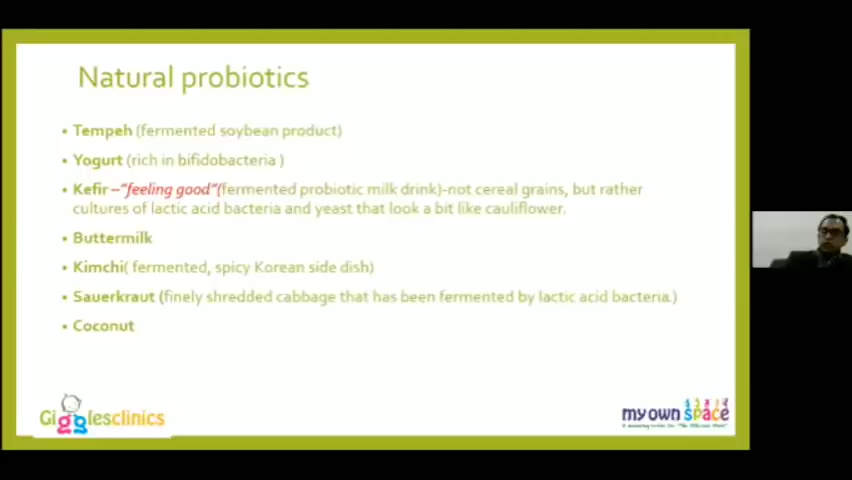 Natural probiotics
• Tempeh (fermented soybean product)
• Yogurt (rich in bifidobacteria )
• Kefir –"feeling good"(fermented probiotic milk drink)-not cereal grains, but rather
cultures of lactic acid bacteria and yeast that look a bit like cauliflower.
• Buttermilk
• Kimchi( fermented, spicy Korean side dish)
• Sauerkraut (finely shredded cabbage that has been fermented by lactic acid bacteria.)
• Coconut
Gigglesclinics
my own space